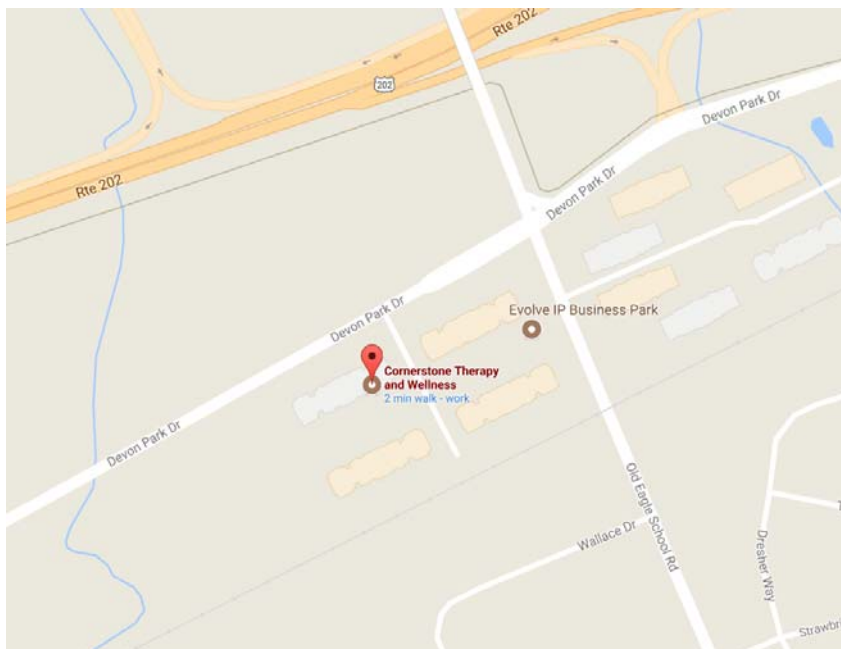 Rte 202
202
Rte 202
Devon Park Dr
Devon Park Dr
Devon Park Dr
Evolve IP Business Park
Cornerstone Therapy
and Wellness
2 min walk - work
Devon Park Dr
Old Eagle School Rd
Wallace Dr
Dresher Way